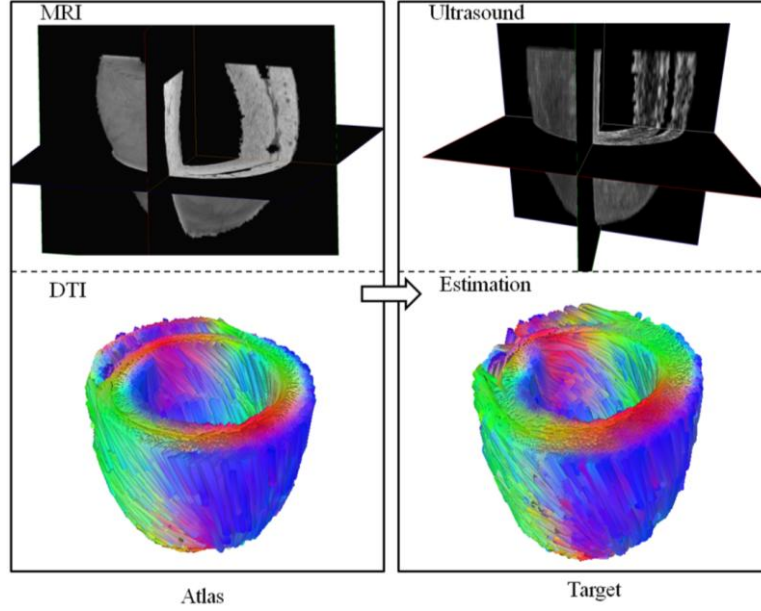 MRI
Ultrasound
DTI
Estimation
Atlas
Target